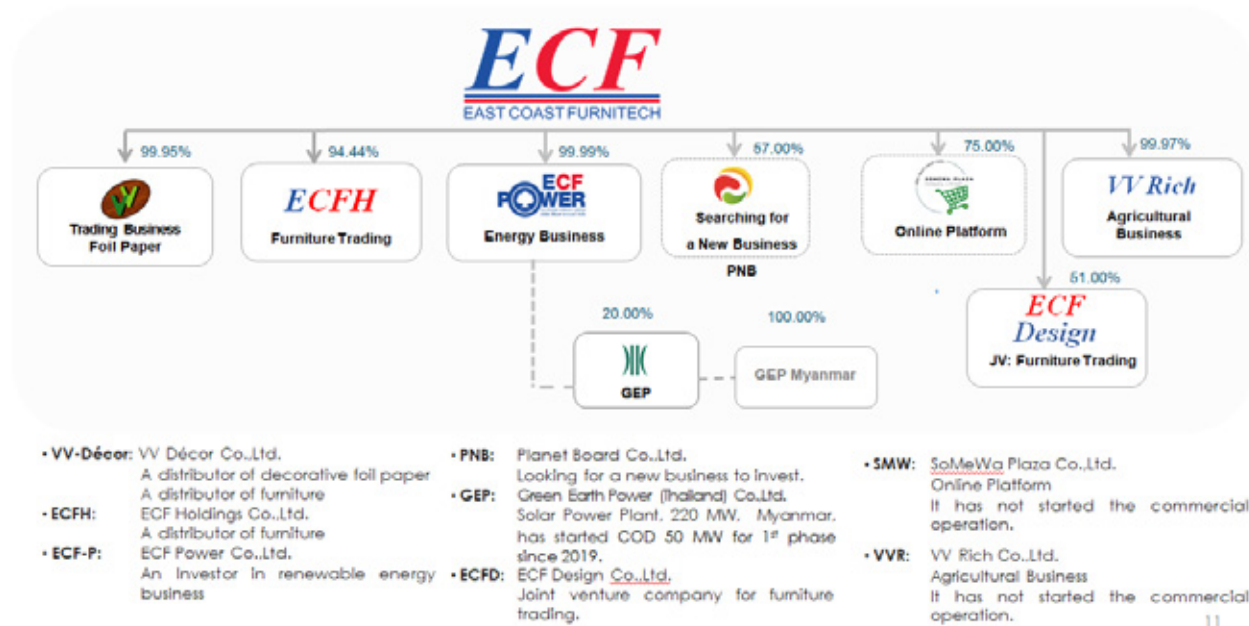 ECF
EAST COAST FURNITECH
99.95%
94.44%
99.99%
57.00%
75.00%
99.97%
Trading Business
Foil Paper
ECFH
Furniture Trading
ECF
POWER
Energy Business
Searching for
a New Business
PNB
SOMEWA PLAZA
Online Platform
VV Rich
Agricultural
Business
51.00%
ECF
Design
JV: Furniture Trading
20.00%
100.00%
GEP
GEP Myanmar
• VV-Décor: VV Décor Co.,Ltd.
A distributor of decorative foil paper
A distributor of furniture
• ECFH: ECF Holdings Co.,Ltd.
A distributor of furniture
• ECF-P: ECF Power Co.,Ltd.
An investor in renewable energy
business
• PNB: Planet Board Co.,Ltd.
Looking for a new business to invest.
• GEP: Green Earth Power (Thailand) Co.,Ltd.
Solar Power Plant, 220 MW, Myanmar,
has started COD 50 MW for 1st phase
since 2019.
• ECFD: ECF Design Co.,Ltd.
Joint venture company for furniture
trading.
• SMW: SoMeWa Plaza Co.,Ltd.
Online Platform
It has not started the commercial
operation.
• VVR: VV Rich Co.,Ltd.
Agricultural Business
It has not started the commercial
operation.
11